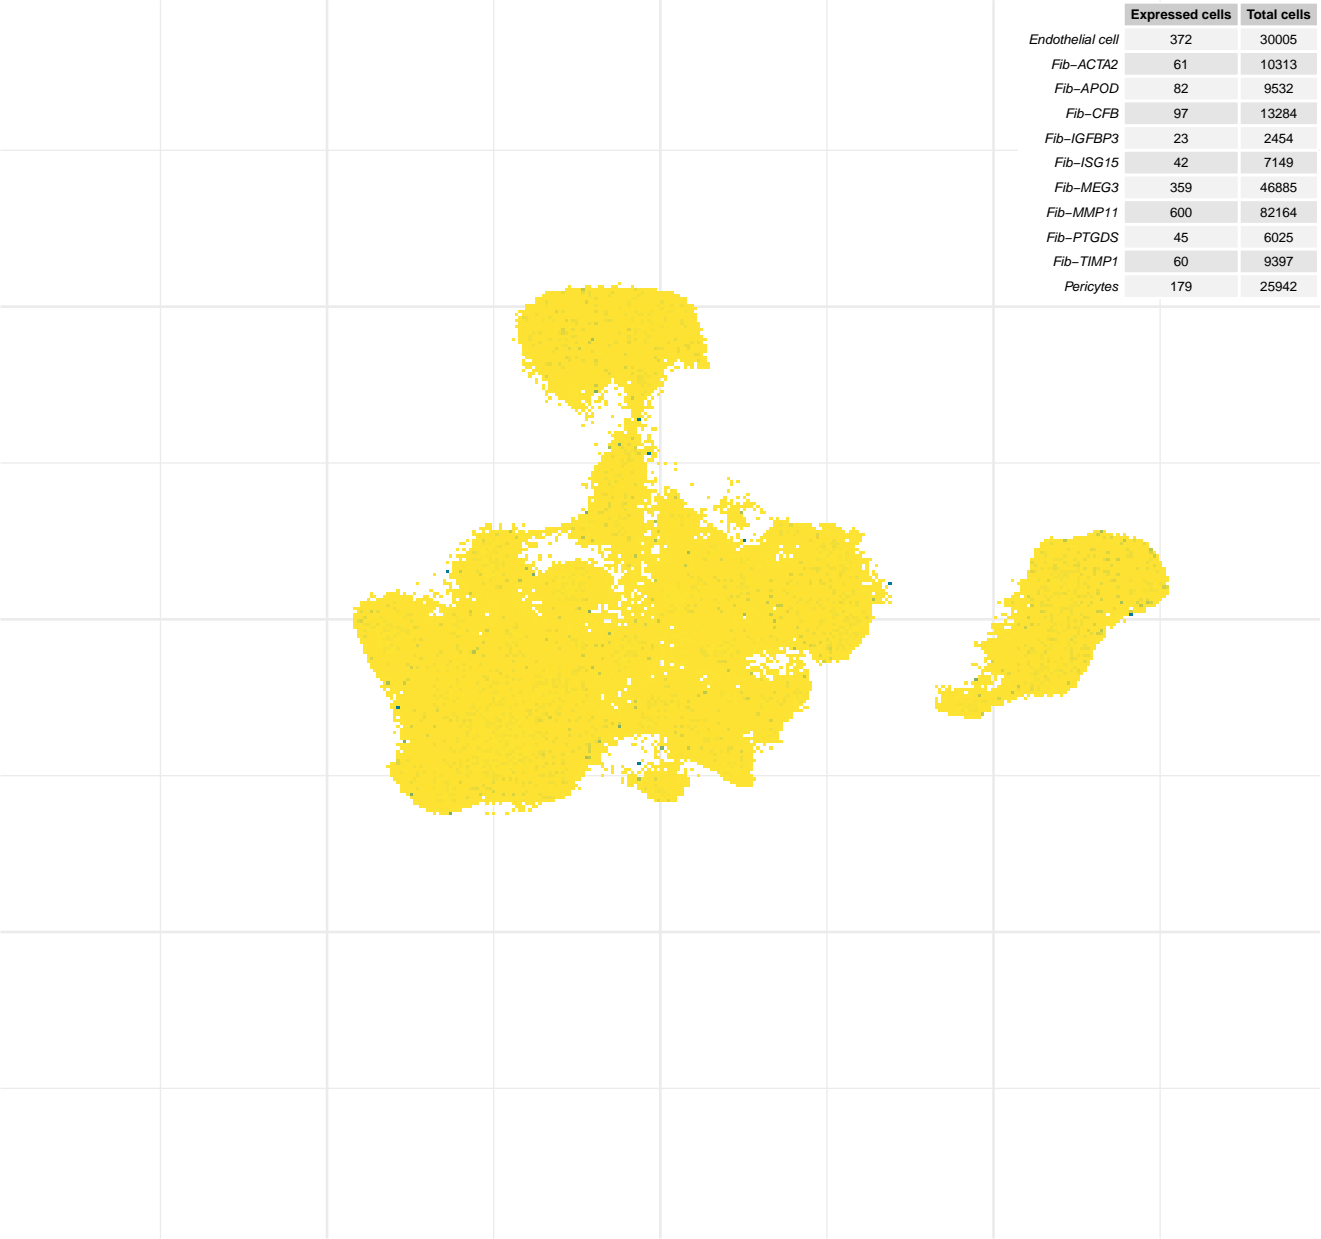 Expressed cells Total cells
Endothelial cell 372 30005
Fib−ACTA2 61 10313
Fib−APOD 82 9532
Fib−CFB 97 13284
Fib−IGFBP3 23 2454
Fib−ISG15 42 7149
Fib−MEG3 359 46885
Fib−MMP11 600 82164
Fib−PTGDS 45 6025
Fib−TIMP1 60 9397
Pericytes 179 25942